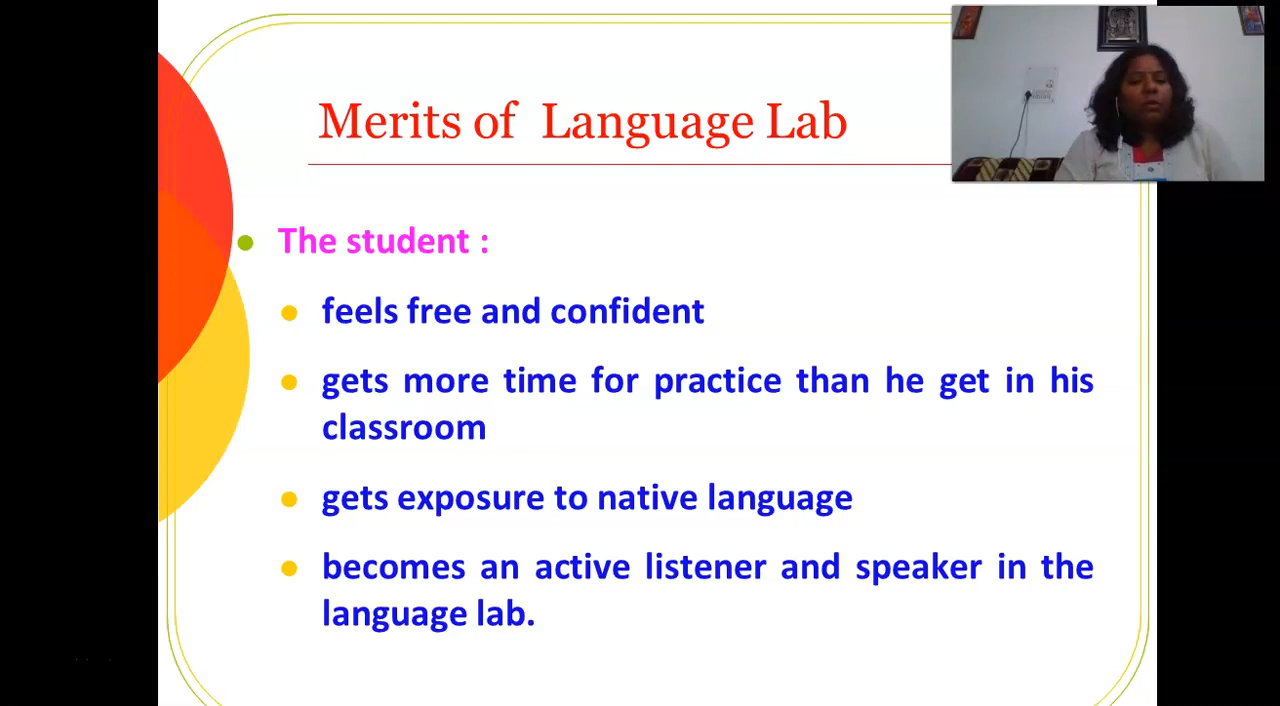 Merits of Language Lab
The student :
feels free and confident
gets more time for practice than he get in his
classroom
gets exposure to native language
becomes an active listener and speaker in the
language lab.